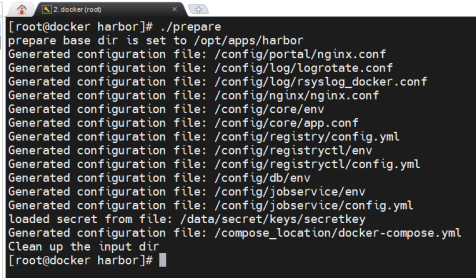 2. docker (root)
[root@docker harbor]# ./prepare
prepare base dir is set to /opt/apps/harbor
Generated configuration file: /config/portal/nginx.conf
Generated configuration file: /config/log/logrotate.conf
Generated configuration file: /config/log/rsyslog_docker.conf
Generated configuration file: /config/nginx/nginx.conf
Generated configuration file: /config/core/env
Generated configuration file: /config/core/app.conf
Generated configuration file: /config/registry/config.yml
Generated configuration file: /config/registryctl/env
Generated configuration file: /config/registryctl/config.yml
Generated configuration file: /config/db/env
Generated configuration file: /config/jobservice/env
Generated configuration file: /config/jobservice/config.yml
loaded secret from file: /data/secret/keys/secretkey
Generated configuration file: /compose_location/docker-compose.yml
Clean up the input dir
[root@docker harbor]#